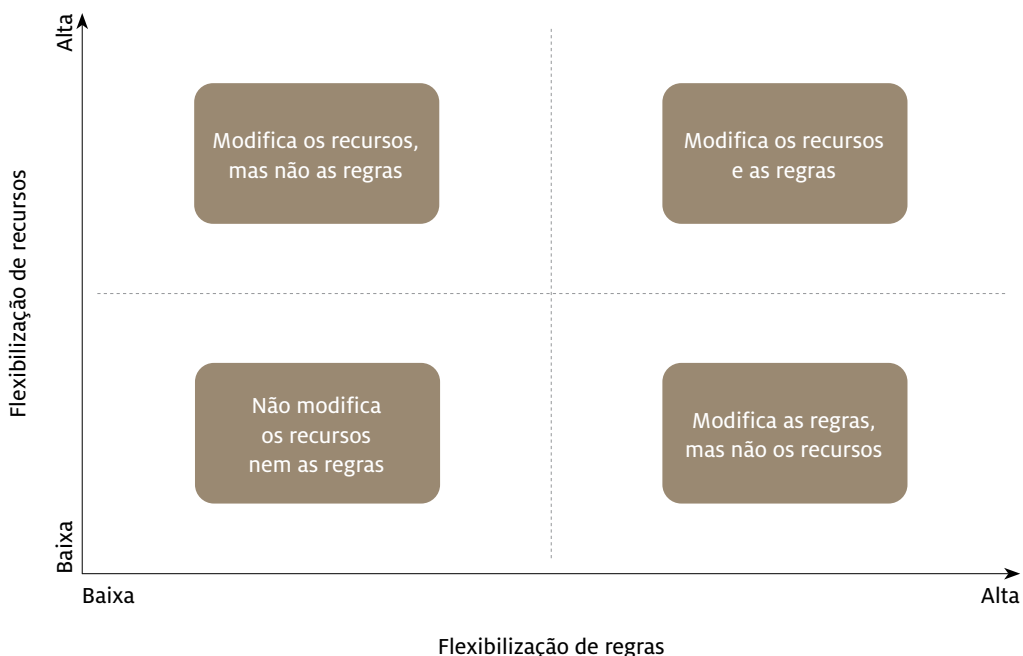 Alta
Flexibilização de recursos
Baixa
Modifica os recursos,
mas não as regras
Modifica os recursos
e as regras
Não modifica
os recursos
nem as regras
Modifica as regras,
mas não os recursos
Baixa
Alta
Flexibilização de regras